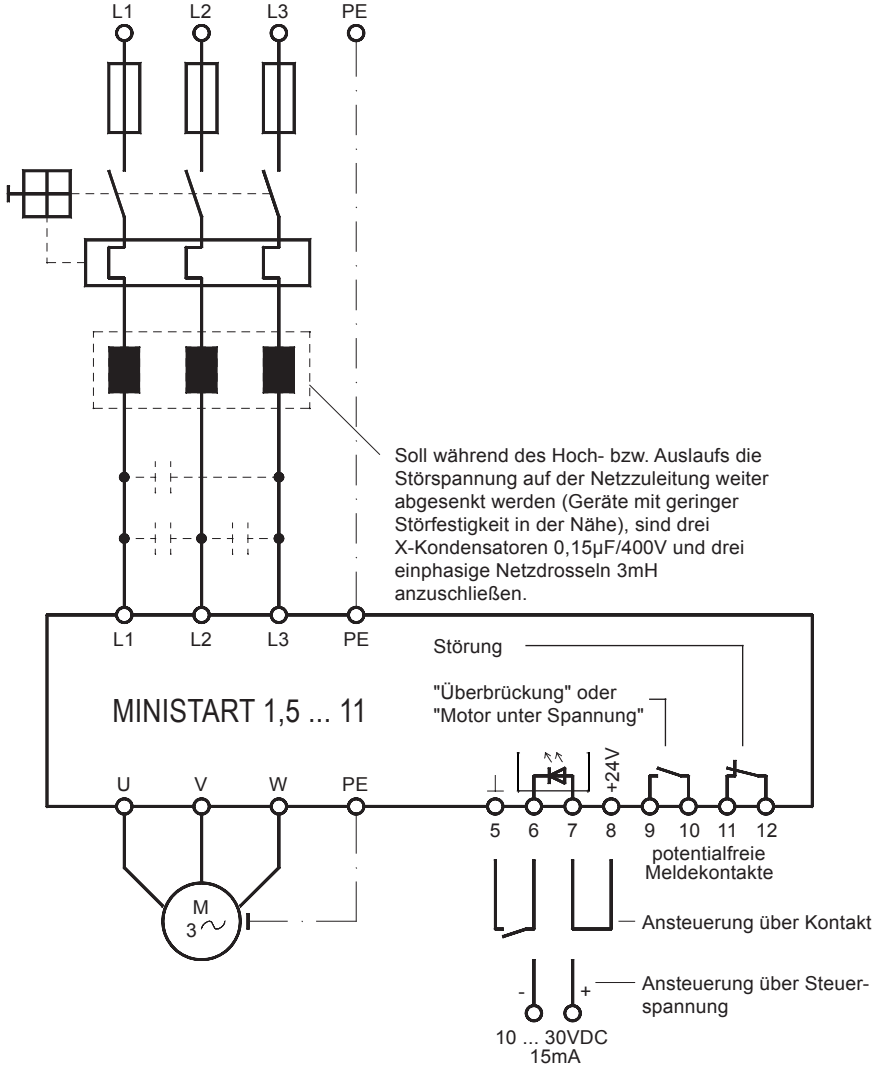 L1 L2 L3 PE
Soll während des Hoch- bzw. Auslaufs die
Störspannung auf der Netzzuleitung weiter
abgesenkt werden (Geräte mit geringer
Störfestigkeit in der Nähe), sind drei
X-Kondensatoren 0,15µF/400V und drei
einphasige Netzdrosseln 3mH
anzuschließen.
L1 L2 L3 PE
Störung
"Überbrückung" oder
"Motor unter Spannung"
MINISTART 1,5 ... 11
+24V
U V W PE
⊥
5 6 7 8 9 10 11 12
potentialfreie
Meldekontakte
M
3~
Ansteuerung über Kontakt
- +
Ansteuerung über Steuer-
spannung
10 ... 30VDC
15mA